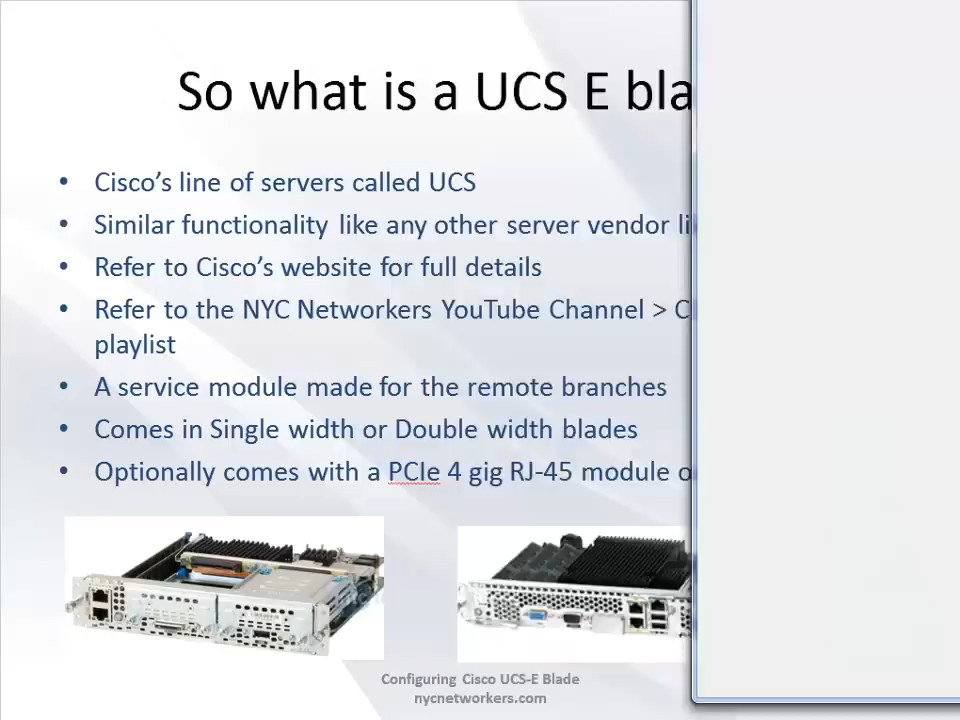 So what is a UCS E bla
• Cisco's line of servers called UCS
• Similar functionality like any other server vendor li
• Refer to Cisco's website for full details
• Refer to the NYC Networkers YouTube Channel > C
playlist
• A service module made for the remote branches
• Comes in Single width or Double width blades
• Optionally comes with a PCIe 4 gig RJ-45 module o
Configuring Cisco UCS-E Blade
nycnetworkers.com